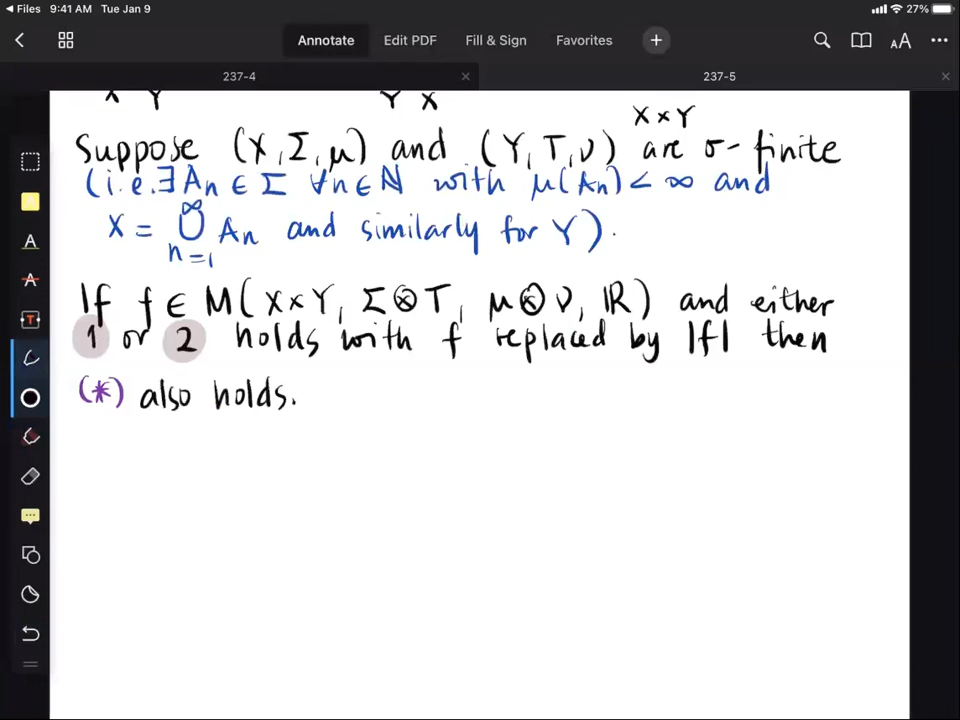 Files 9:41 AM Tue Jan 9 27%
Annotate Edit PDF Fill & Sign Favorites
237-4 237-5
X Y Y X X×Y
Suppose (X, Σ, μ) and (Y, T, ν) are σ-finite
(i.e. ∃ An ∈ Σ ∀n ∈ ℕ with μ(An) < ∞ and
X = ∞⋃n=1 An and similarly for Y).
If f ∈ M(X×Y, Σ⊗T, μ⊗ν, ℝ) and either
1 or 2 holds with f replaced by |f| then
(*) also holds.